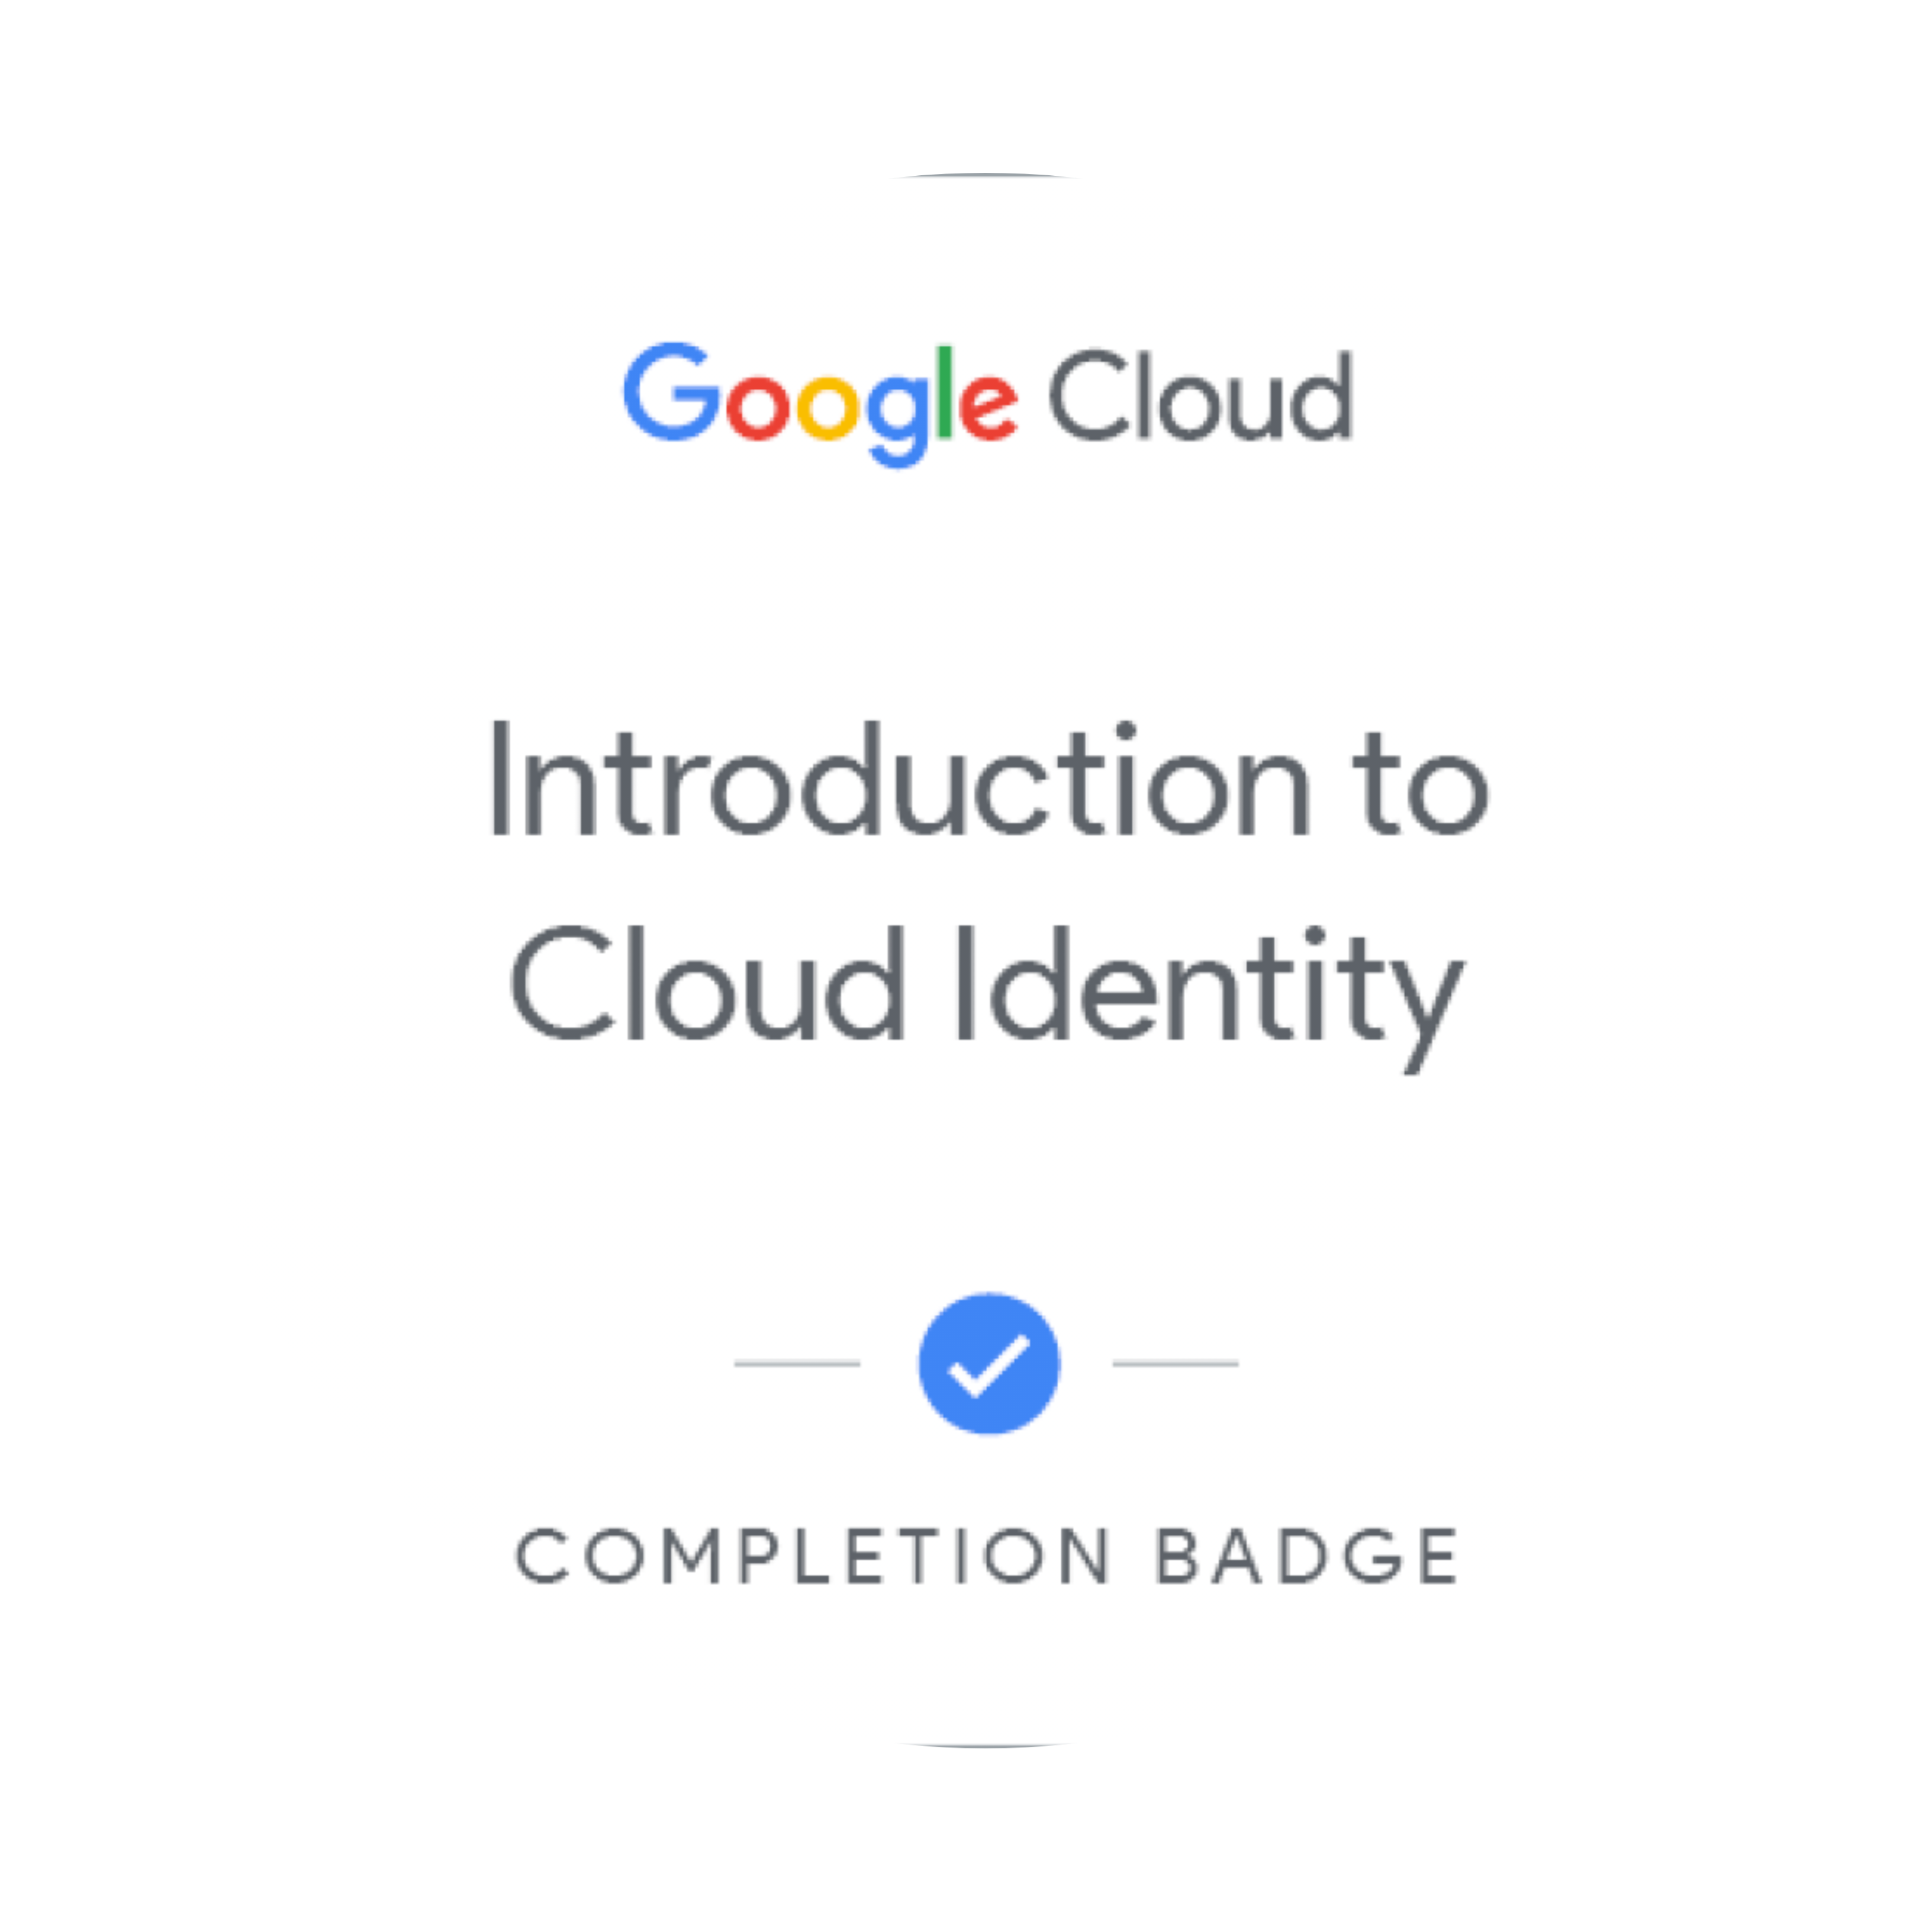 Google Cloud
Introduction to
Cloud Identity
COMPLETION BADGE